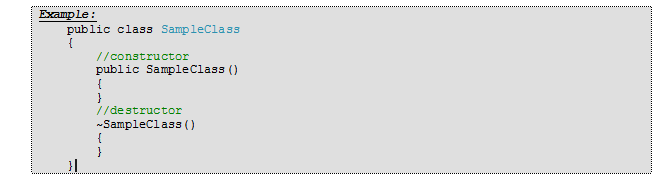 Example:
public class SampleClass
{
//constructor
public SampleClass()
{
}
//destructor
~SampleClass()
{
}
}